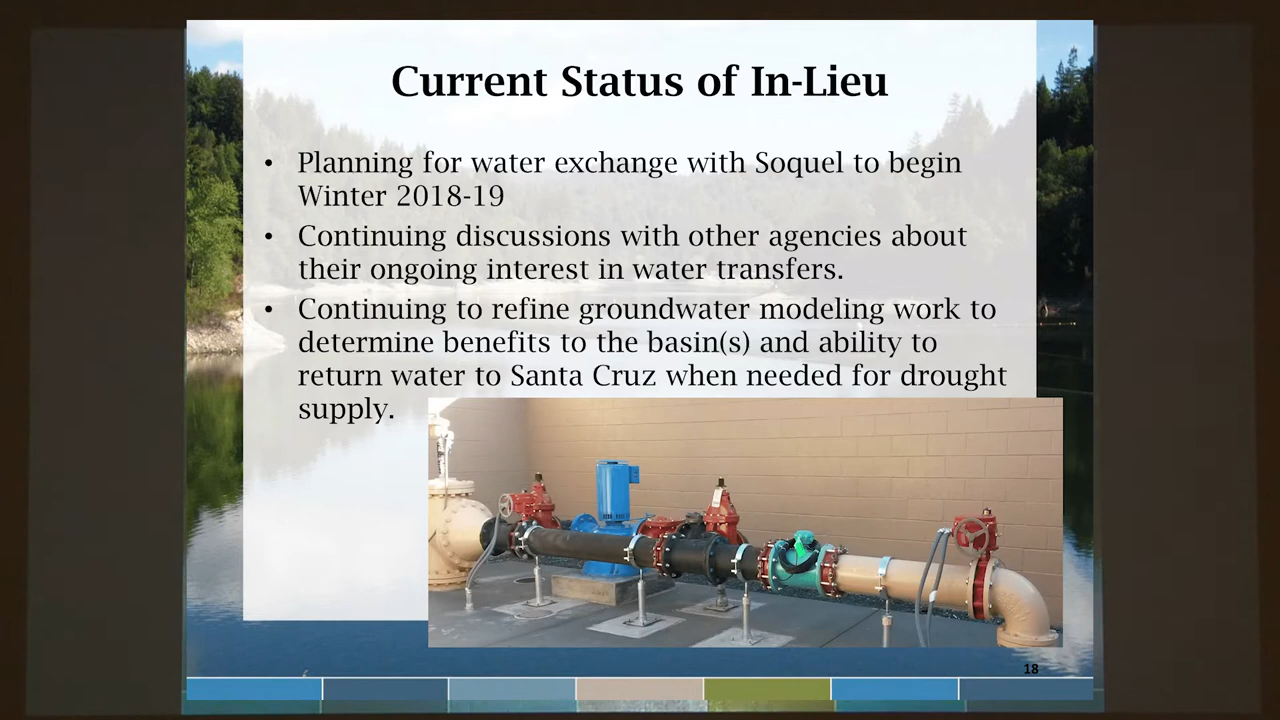 Current Status of In-Lieu
• Planning for water exchange with Soquel to begin
Winter 2018-19
• Continuing discussions with other agencies about
their ongoing interest in water transfers.
• Continuing to refine groundwater modeling work to
determine benefits to the basin(s) and ability to
return water to Santa Cruz when needed for drought
supply.
18